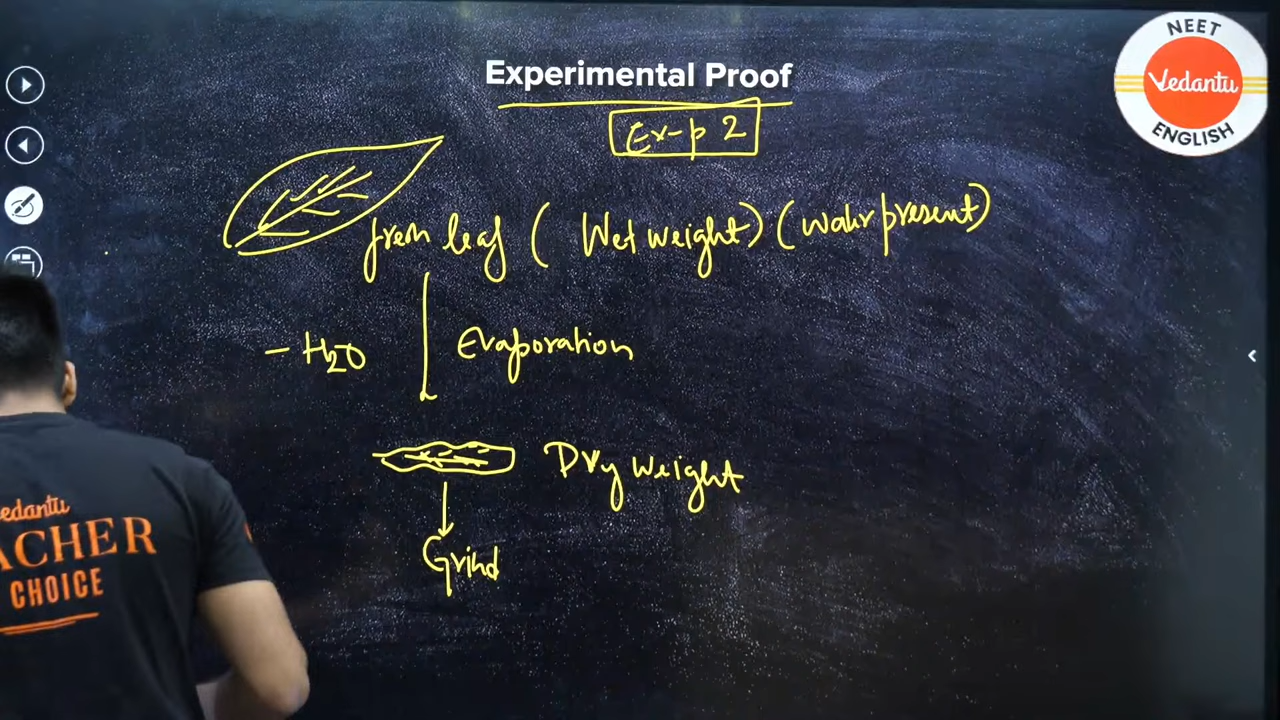 Experimental Proof
NEET
Vedantu
ENGLISH
Exp 2
fresh leaf ( Wet weight) (Water present)
- H2O
Evaporation
Dry weight
Grind
edantu
ACHER
CHOICE